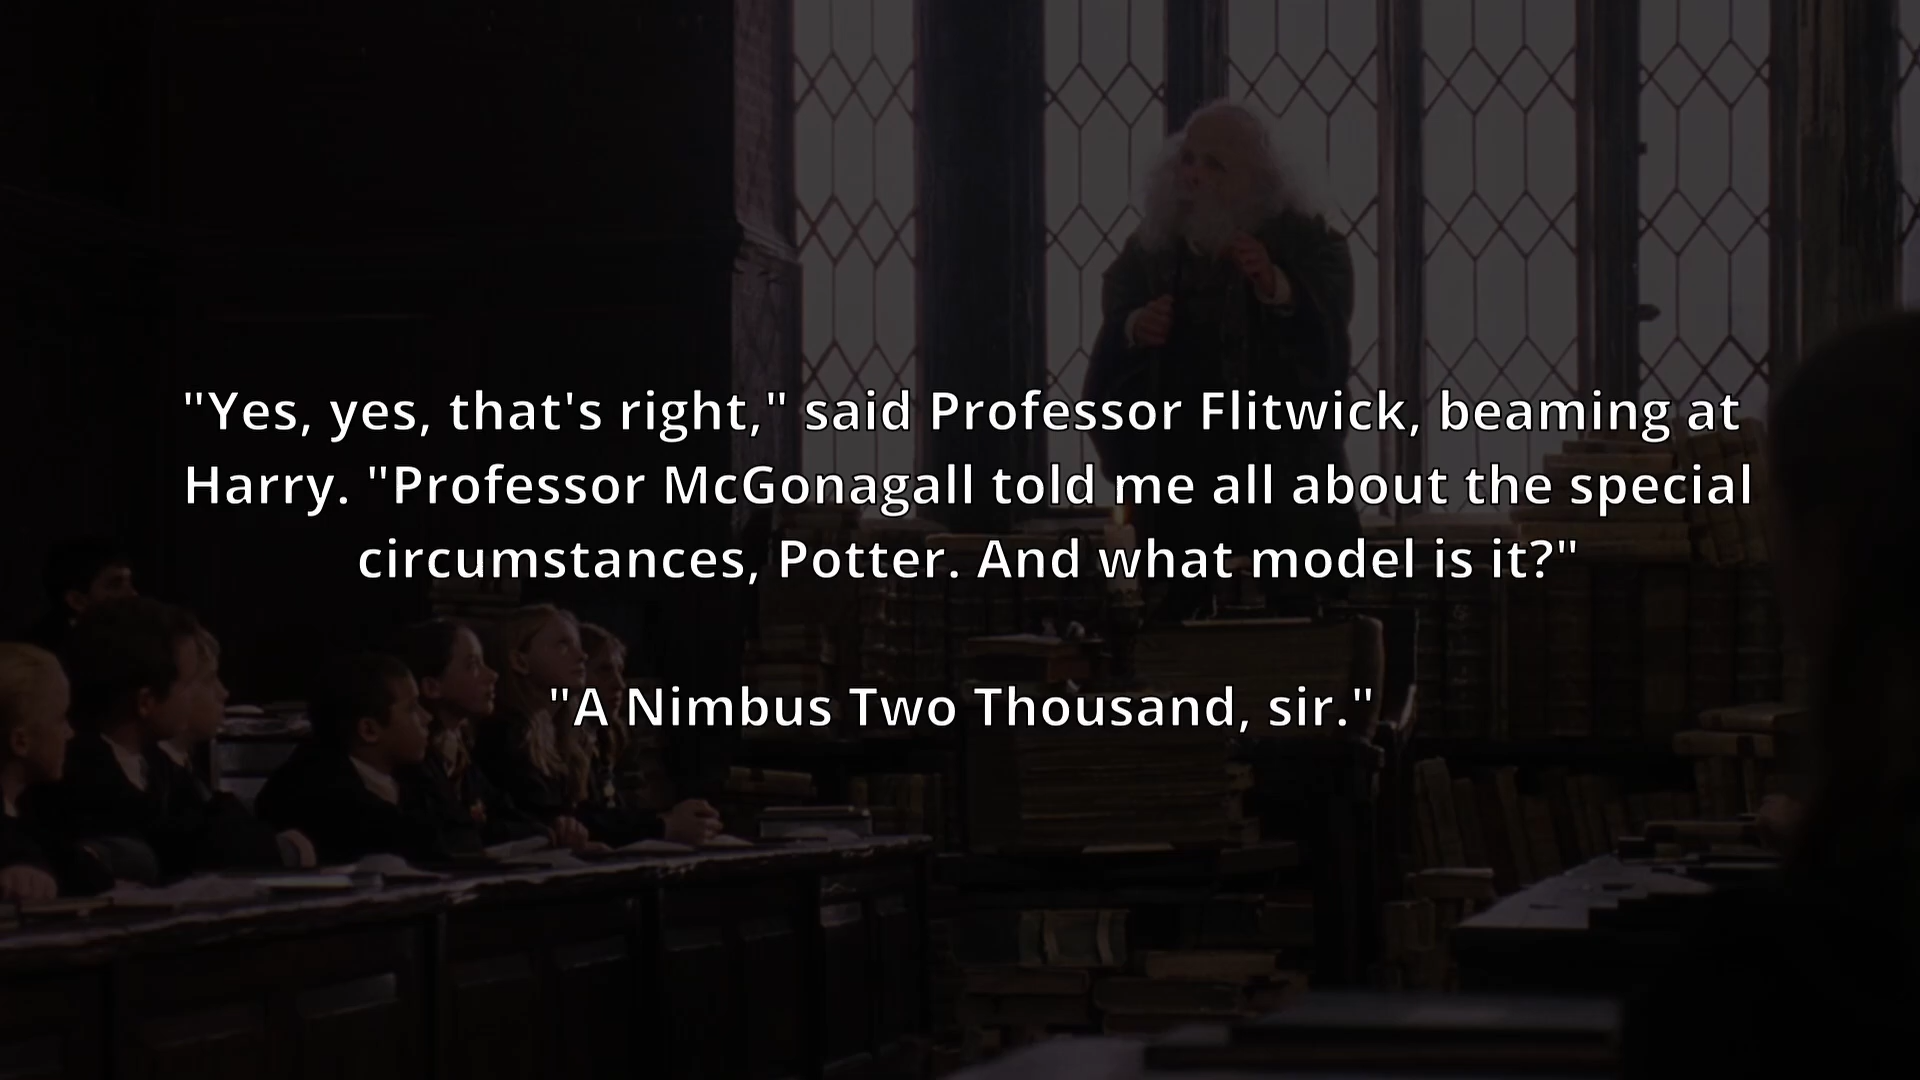 "Yes, yes, that's right," said Professor Flitwick, beaming at
Harry. "Professor McGonagall told me all about the special
circumstances, Potter. And what model is it?"
"A Nimbus Two Thousand, sir."